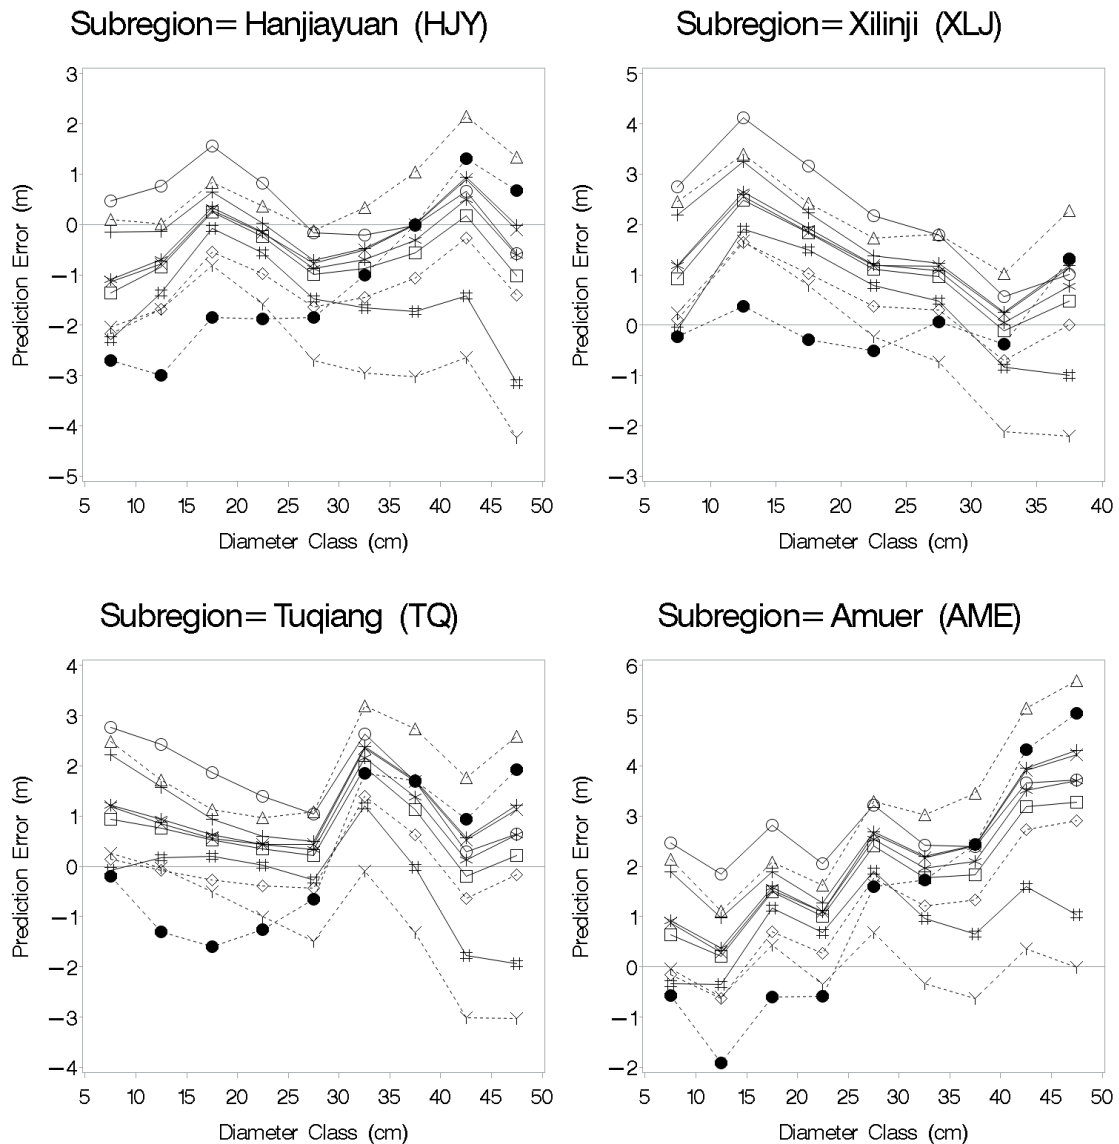 Subregion= Hanjiayuan (HJY)
Subregion= Xilinji (XLJ)
Prediction Error (m)
3
2
1
0
−1
−2
−3
−4
−5
5 10 15 20 25 30 35 40 45 50
Diameter Class (cm)
Prediction Error (m)
5
4
3
2
1
0
−1
−2
−3
5 10 15 20 25 30 35 40
Diameter Class (cm)
Subregion= Tuqiang (TQ)
Subregion= Amuer (AME)
Prediction Error (m)
4
3
2
1
0
−1
−2
−3
−4
5 10 15 20 25 30 35 40 45 50
Diameter Class (cm)
Prediction Error (m)
6
5
4
3
2
1
0
−1
−2
5 10 15 20 25 30 35 40 45 50
Diameter Class (cm)